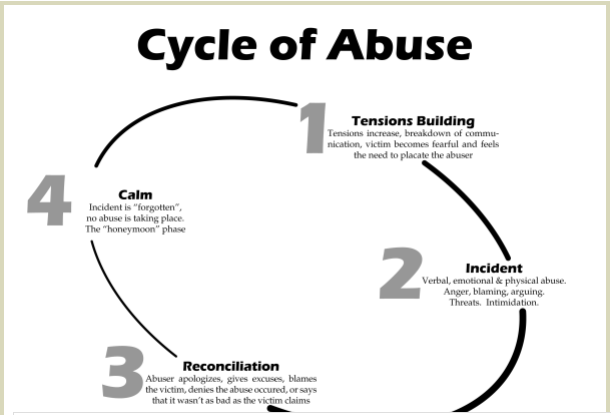 Cycle of Abuse
1
Tensions Building
Tensions increase, breakdown of commu-
nication, victim becomes fearful and feels
the need to placate the abuser
2
Incident
Verbal, emotional & physical abuse.
Anger, blaming, arguing.
Threats. Intimidation.
3
Reconciliation
Abuser apologizes, gives excuses, blames
the victim, denies the abuse occured, or says
that it wasn't as bad as the victim claims
4
Calm
Incident is "forgotten",
no abuse is taking place.
The "honeymoon" phase